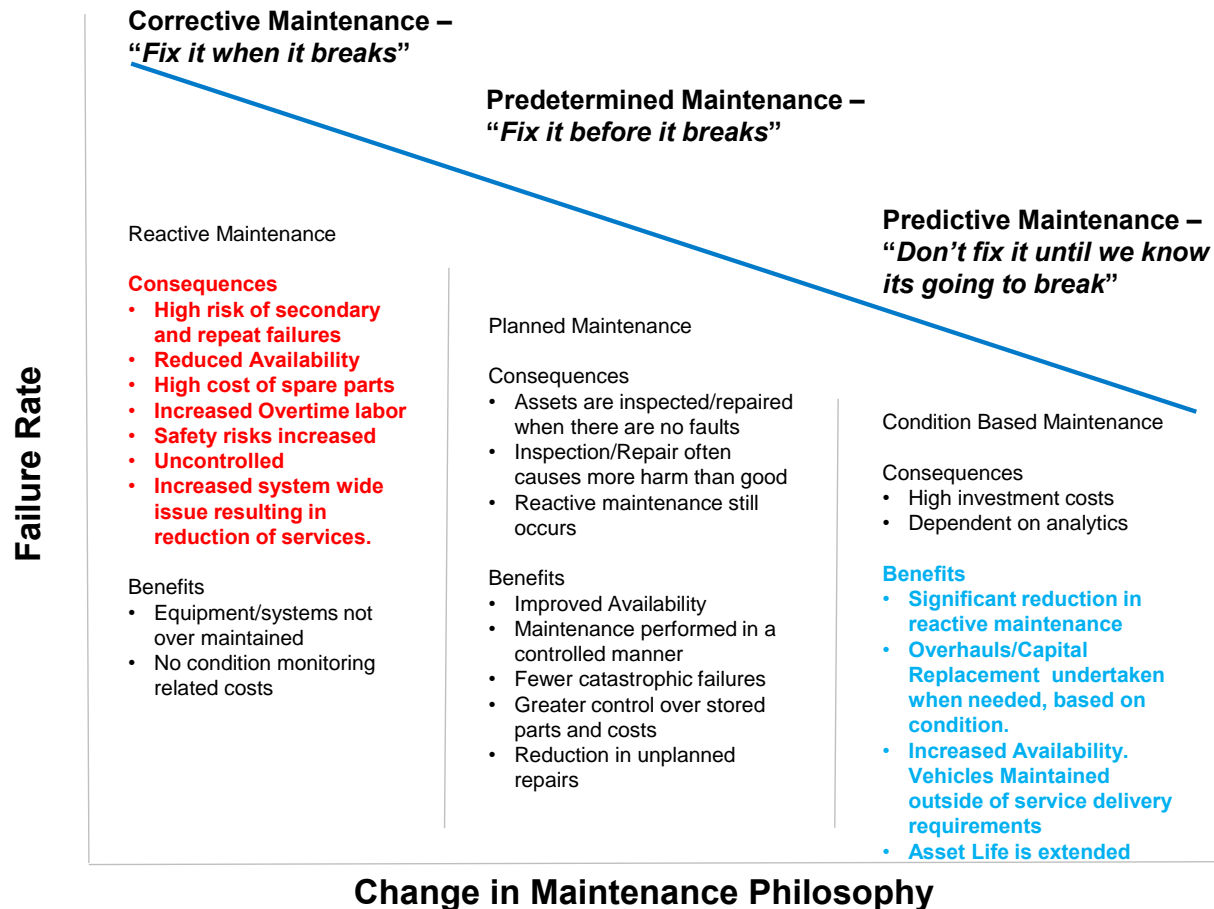 Corrective Maintenance –
“Fix it when it breaks”
Predetermined Maintenance –
“Fix it before it breaks”
Predictive Maintenance –
“Don’t fix it until we know
its going to break”
Failure Rate
Reactive Maintenance
Consequences
• High risk of secondary
and repeat failures
• Reduced Availability
• High cost of spare parts
• Increased Overtime labor
• Safety risks increased
• Uncontrolled
• Increased system wide
issue resulting in
reduction of services.
Benefits
• Equipment/systems not
over maintained
• No condition monitoring
related costs
Planned Maintenance
Consequences
• Assets are inspected/repaired
when there are no faults
• Inspection/Repair often
causes more harm than good
• Reactive maintenance still
occurs
Benefits
• Improved Availability
• Maintenance performed in a
controlled manner
• Fewer catastrophic failures
• Greater control over stored
parts and costs
• Reduction in unplanned
repairs
Condition Based Maintenance
Consequences
• High investment costs
• Dependent on analytics
Benefits
• Significant reduction in
reactive maintenance
• Overhauls/Capital
Replacement undertaken
when needed, based on
condition.
• Increased Availability.
Vehicles Maintained
outside of service delivery
requirements
• Asset Life is extended
Change in Maintenance Philosophy